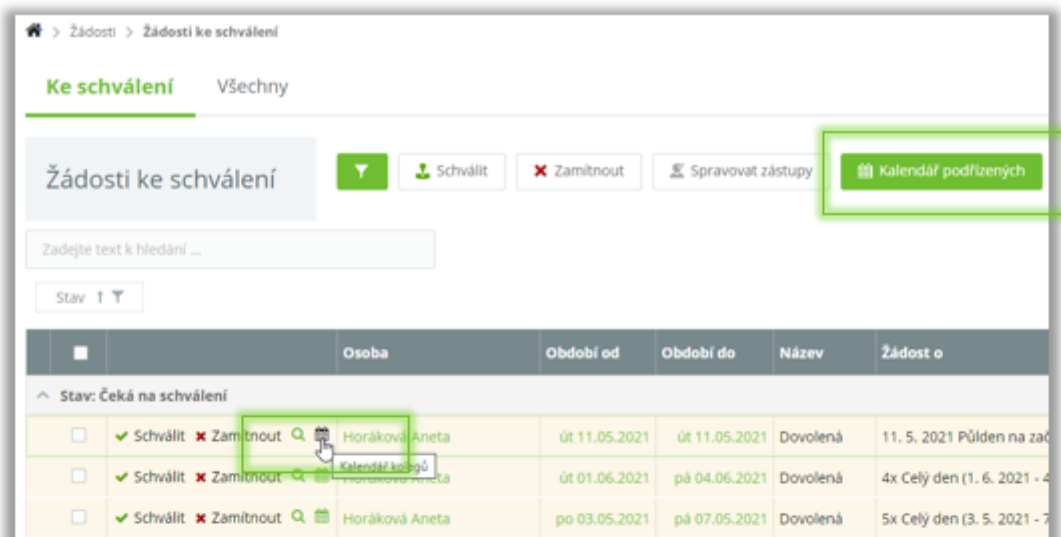 > Žádosti > Žádosti ke schválení
Ke schválení Všechny
Žádosti ke schválení Schválit Zamítnout Spravovat zástupy Kalendář podřízených
Zadejte text k hledání ...
Stav ↑
Osoba Období od Období do Název Žádost o
Stav: Čeká na schválení
Schválit Zamítnout Horáková Aneta út 11.05.2021 út 11.05.2021 Dovolená 11. 5. 2021 Půlden na zač
Kalendář kolegů
Schválit Zamítnout Horáková Aneta út 01.06.2021 pá 04.06.2021 Dovolená 4x Celý den (1. 6. 2021 - 4
Schválit Zamítnout Horáková Aneta po 03.05.2021 pá 07.05.2021 Dovolená 5x Celý den (3. 5. 2021 - 7